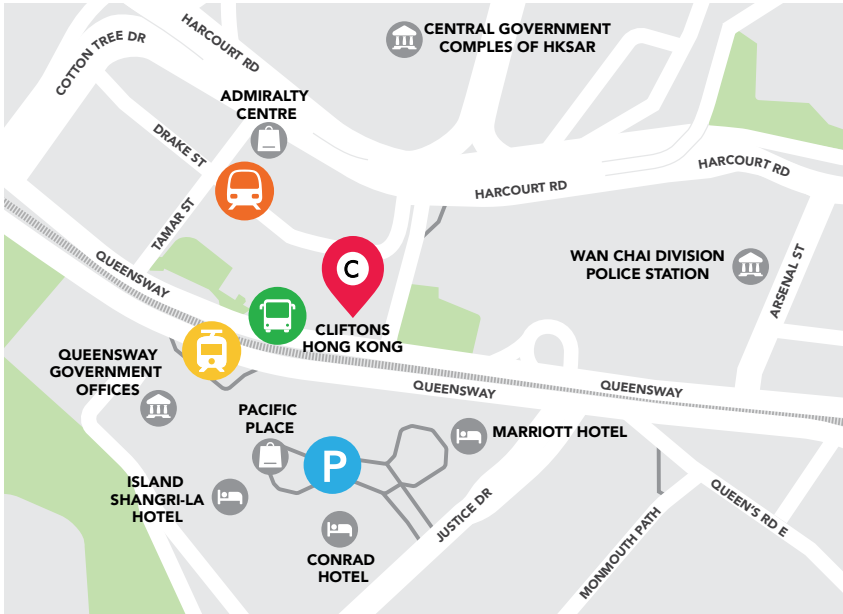 HARCOURT RD
CENTRAL GOVERNMENT
COMPLES OF HKSAR
COTTON TREE DR
ADMIRALTY
CENTRE
DRAKE ST
HARCOURT RD
HARCOURT RD
TAMAR ST
QUEENSWAY
C
WAN CHAI DIVISION
POLICE STATION
ARSENAL ST
CLIFTONS
HONG KONG
QUEENSWAY
GOVERNMENT
OFFICES
QUEENSWAY
QUEENSWAY
PACIFIC
PLACE
MARRIOTT HOTEL
P
ISLAND
SHANGRI-LA
HOTEL
JUSTICE DR
QUEEN'S RD E
MONMOUTH PATH
CONRAD
HOTEL